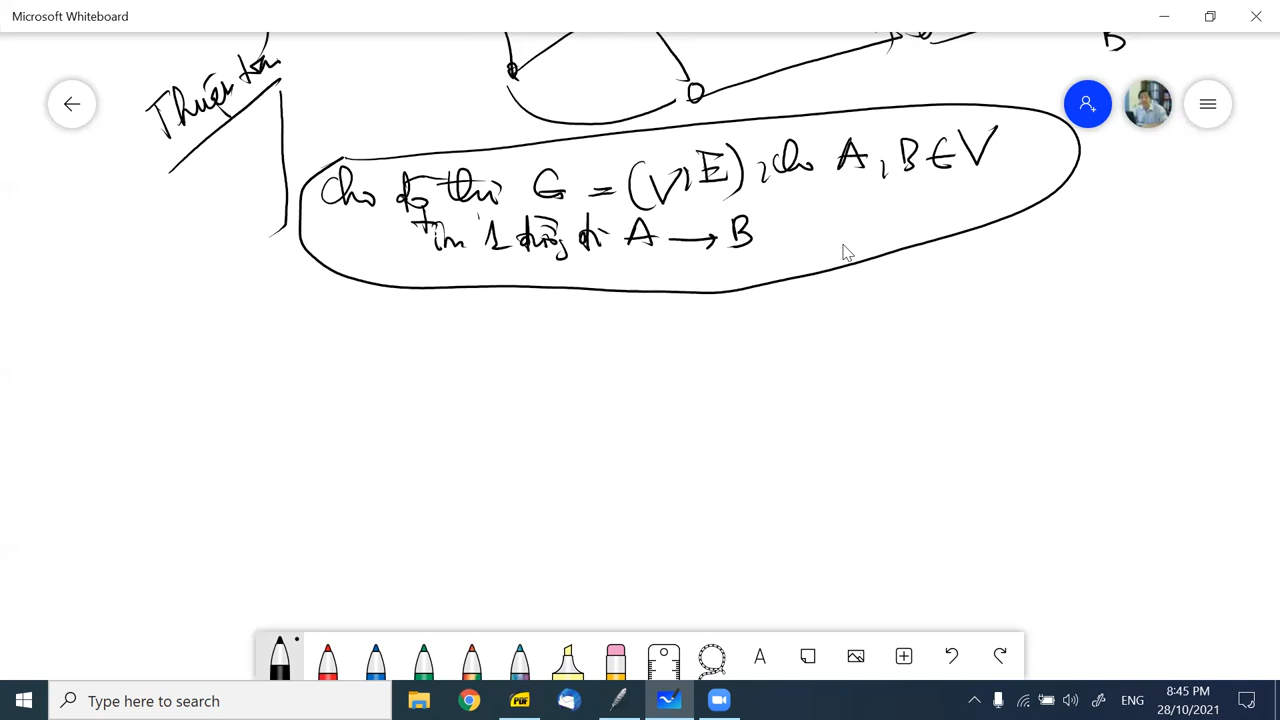 Microsoft Whiteboard
B
Thuật toán
Cho đồ thị G = (V, E), cho A, B ∈ V
tìm 1 đường đi A → B
A
Type here to search
PDF
ENG
8:45 PM
28/10/2021